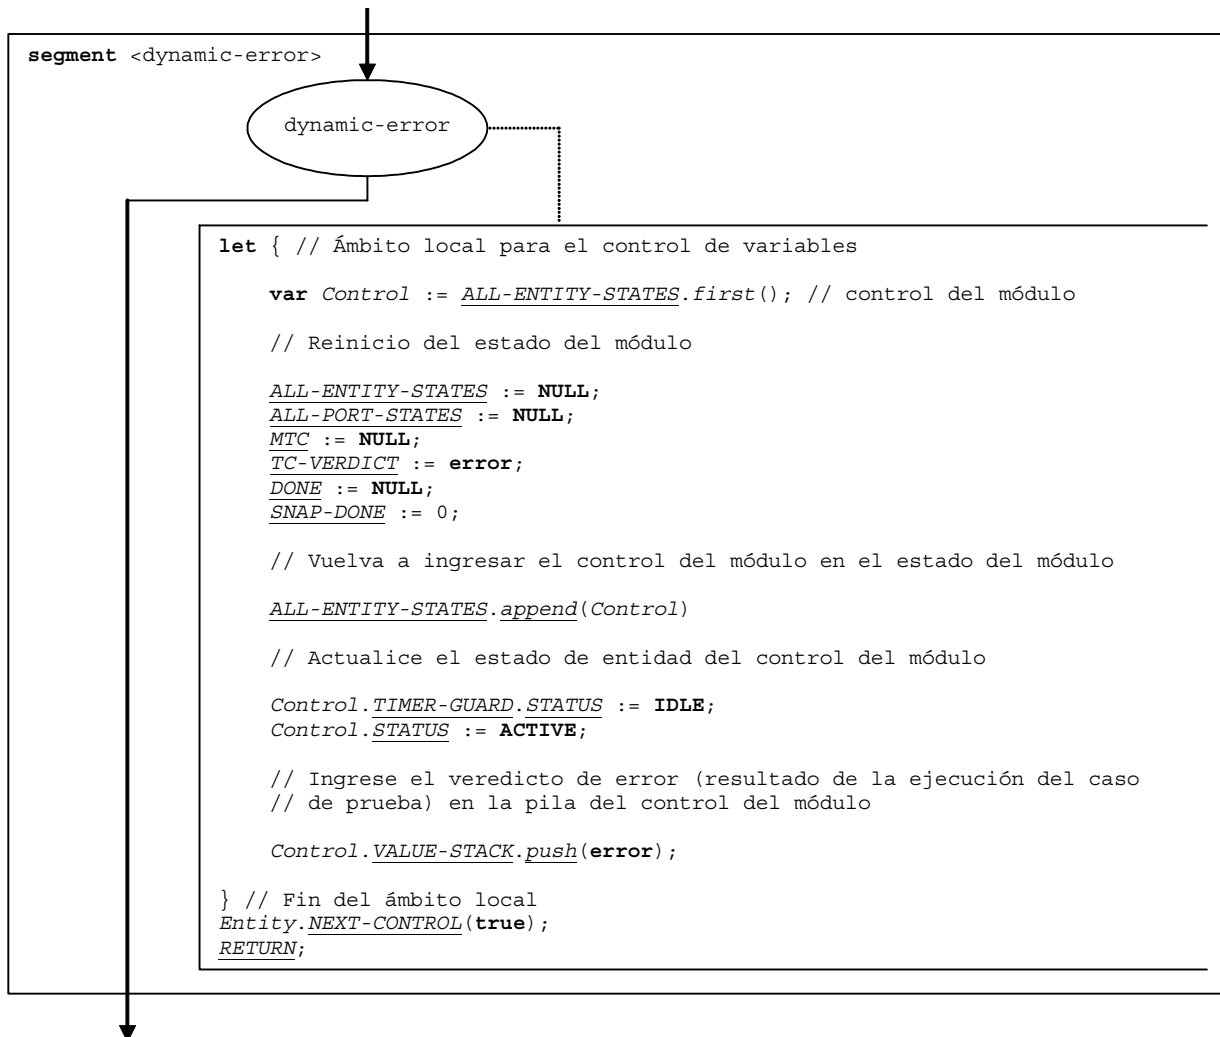 segment <dynamic-error>
dynamic-error
let { // Ámbito local para el control de variables
var Control := ALL-ENTITY-STATES.first(); // control del módulo
// Reinicio del estado del módulo
ALL-ENTITY-STATES := NULL;
ALL-PORT-STATES := NULL;
MTC := NULL;
TC-VERDICT := error;
DONE := NULL;
SNAP-DONE := 0;
// Vuelva a ingresar el control del módulo en el estado del módulo
ALL-ENTITY-STATES.append(Control)
// Actualice el estado de entidad del control del módulo
Control.TIMER-GUARD.STATUS := IDLE;
Control.STATUS := ACTIVE;
// Ingrese el veredicto de error (resultado de la ejecución del caso
// de prueba) en la pila del control del módulo
Control.VALUE-STACK.push(error);
} // Fin del ámbito local
Entity.NEXT-CONTROL(true);
RETURN;